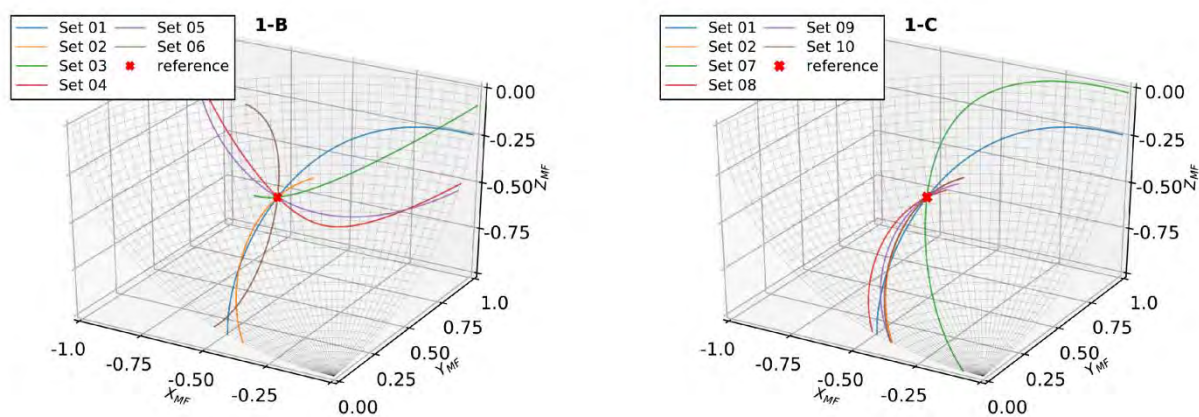 1-B
Set 01
Set 02
Set 03
Set 04
Set 05
Set 06
reference
0.00
-0.25
-0.50
-0.75
Z_MF
1.0
0.75
0.50
0.25
Y_MF
-1.0
-0.75
-0.50
-0.25
0.00
X_MF
1-C
Set 01
Set 02
Set 07
Set 08
Set 09
Set 10
reference
0.00
-0.25
-0.50
-0.75
Z_MF
1.0
0.75
0.50
0.25
Y_MF
-1.0
-0.75
-0.50
-0.25
0.00
X_MF